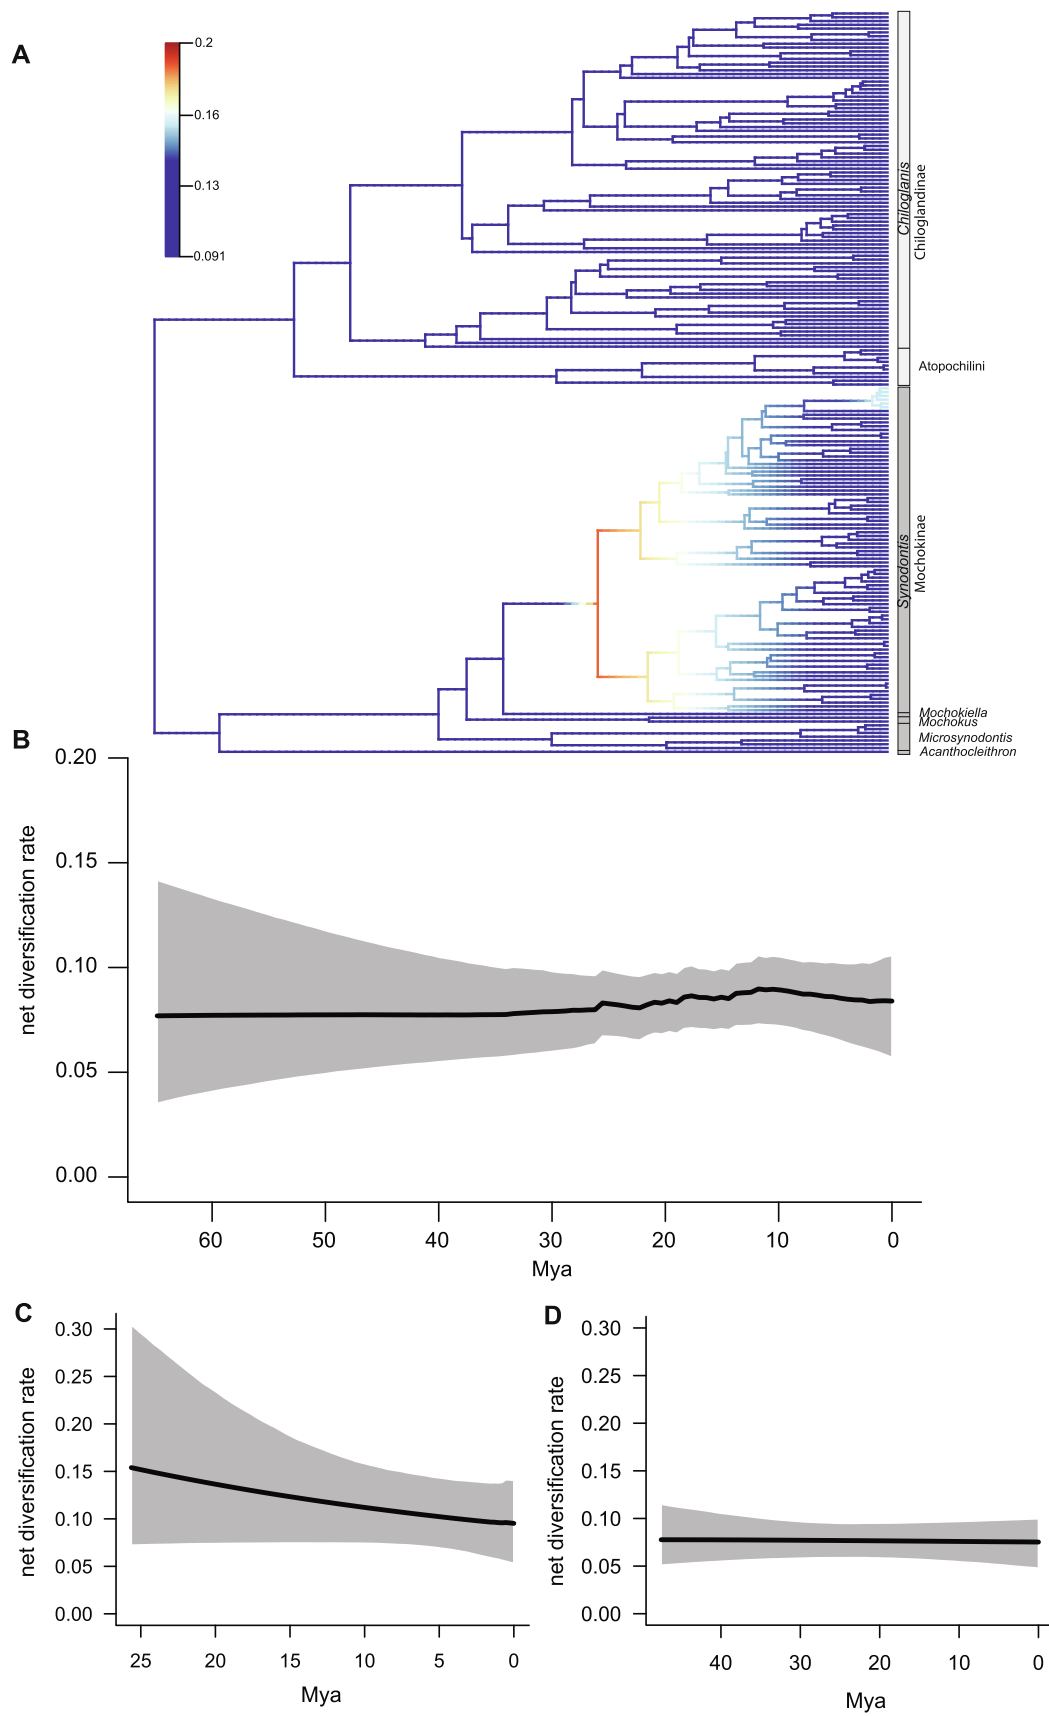 A
0.2
0.16
0.13
0.091
Chiloglanis
Chiloglandinae
Atopochilini
Synodontis
Mochokinae
Mochokiella
Mochokus
Microsynodontis
Acanthocleithron
B
net diversification rate
0.20
0.15
0.10
0.05
0.00
60 50 40 30 20 10 0
Mya
C
net diversification rate
0.30
0.25
0.20
0.15
0.10
0.05
0.00
25 20 15 10 5 0
Mya
D
net diversification rate
0.30
0.25
0.20
0.15
0.10
0.05
0.00
40 30 20 10 0
Mya